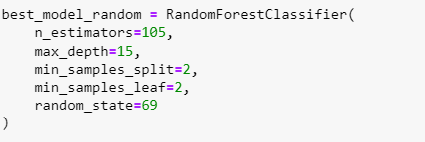 best_model_random = RandomForestClassifier(
    n_estimators=105,
    max_depth=15,
    min_samples_split=2,
    min_samples_leaf=2,
    random_state=69
)